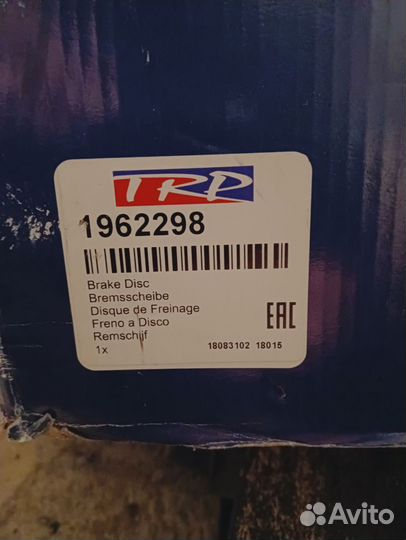 TRP
1962298
Brake Disc
Bremsscheibe
Disque de Freinage
Freno a Disco
Remschijf
1x
EAC
18083102 18015
Avito